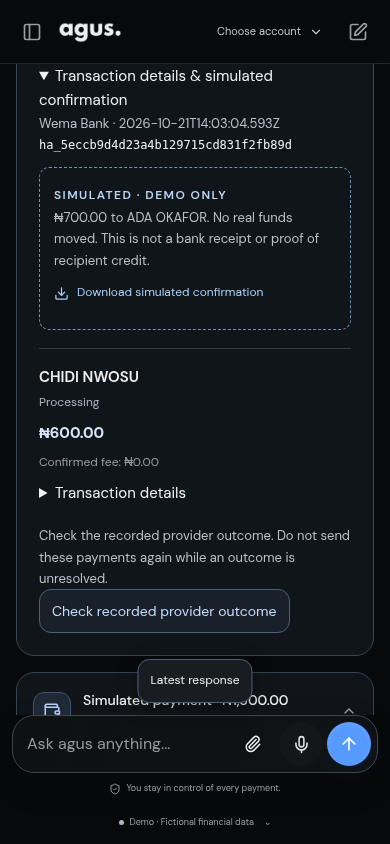 agus.
Choose account
Transaction details & simulated
confirmation
Wema Bank · 2026-10-21T14:03:04.593Z
ha_5eccb9d4d23a4b129715cd831f2fb89d
SIMULATED · DEMO ONLY
₦700.00 to ADA OKAFOR. No real funds
moved. This is not a bank receipt or proof of
recipient credit.
Download simulated confirmation
CHIDI NWOSU
Processing
₦600.00
Confirmed fee: ₦0.00
Transaction details
Check the recorded provider outcome. Do not send
these payments again while an outcome is
unresolved.
Check recorded provider outcome
Latest response
Simulated payment
Ask agus anything...
You stay in control of every payment.
Demo · Fictional financial data